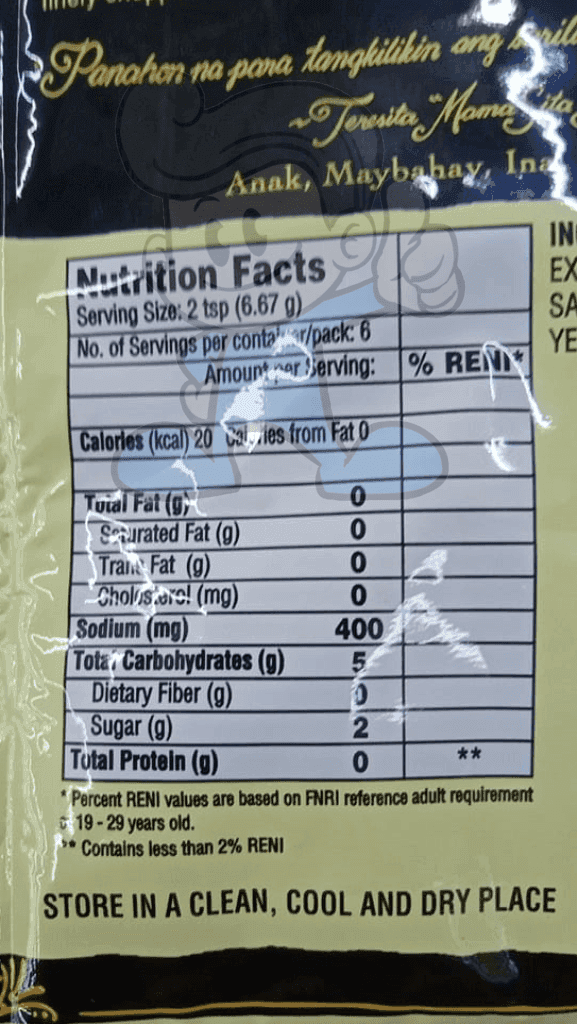 Panahon na para tangkilikin ang
Teresita "Mama Sita
Anak, Maybahay, Ina
Nutrition Facts
Serving Size: 2 tsp (6.67 g)
No. of Servings per container/pack: 6
Amount per Serving: % RENI*
Calories (kcal) 20 Calories from Fat 0
Total Fat (g) 0
Saturated Fat (g) 0
Trans Fat (g) 0
Cholesterol (mg) 0
Sodium (mg) 400
Total Carbohydrates (g) 5
Dietary Fiber (g) 0
Sugar (g) 2
Total Protein (g) 0 **
* Percent RENI values are based on FNRI reference adult requirement
of 19 - 29 years old.
** Contains less than 2% RENI
STORE IN A CLEAN, COOL AND DRY PLACE
EX
SA
YE